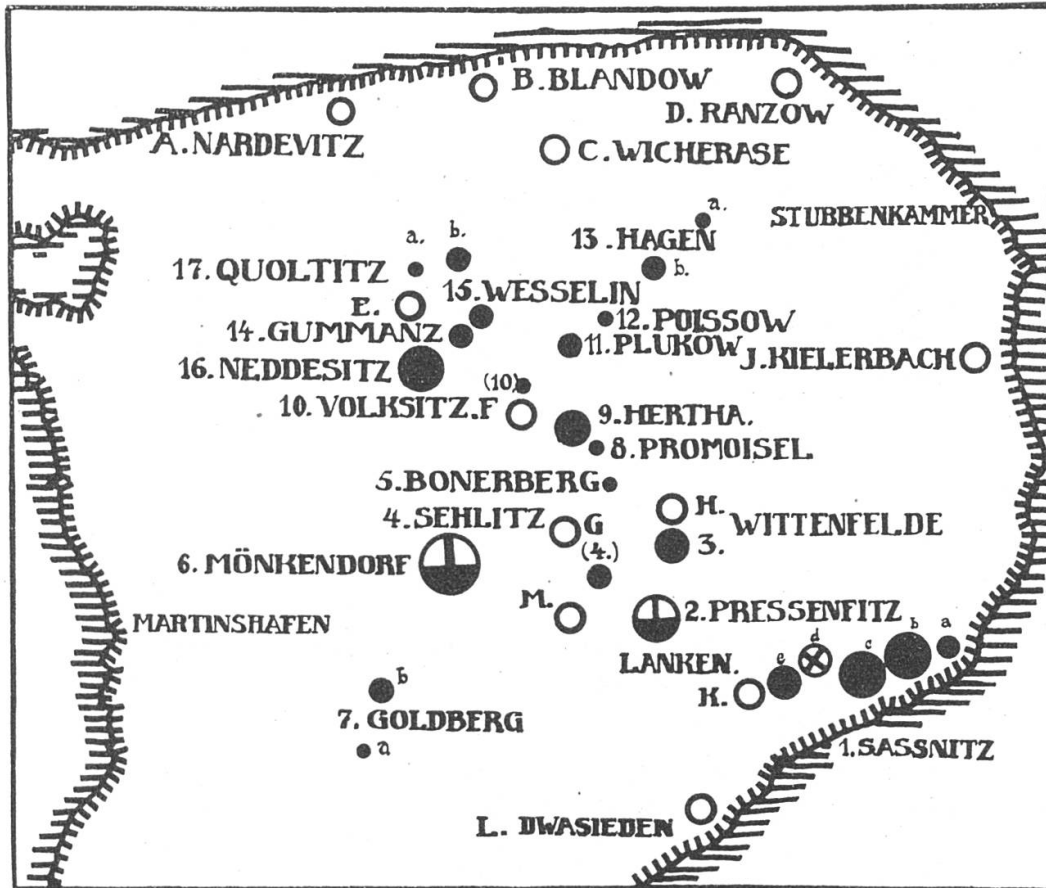 B. BLANDOW
D. RANZOW
A. NARDEVITZ
C. WICHERASE
a.
STUBBENKAMMER
13. HAGEN
b.
a.
b.
17. QUOLTITZ
15. WESSELIN
E.
12. POISSOW
14. GUMMANZ
11. PLUKOW
J. KIELERBACH
16. NEDDESITZ
(10)
10. VOLKSITZ. F
9. HERTHA.
8. PROMOISEL
5. BONERBERG
H.
4. SEHLITZ
G
WITTENFELDE
3.
(4.)
6. MÖNKENDORF
M.
2. PRESSENFITZ
MARTINSHAFEN
LANKEN.
e
d
c
b
a
K.
b
7. GOLDBERG
a
1. SASSNITZ
L. DWASIEDEN